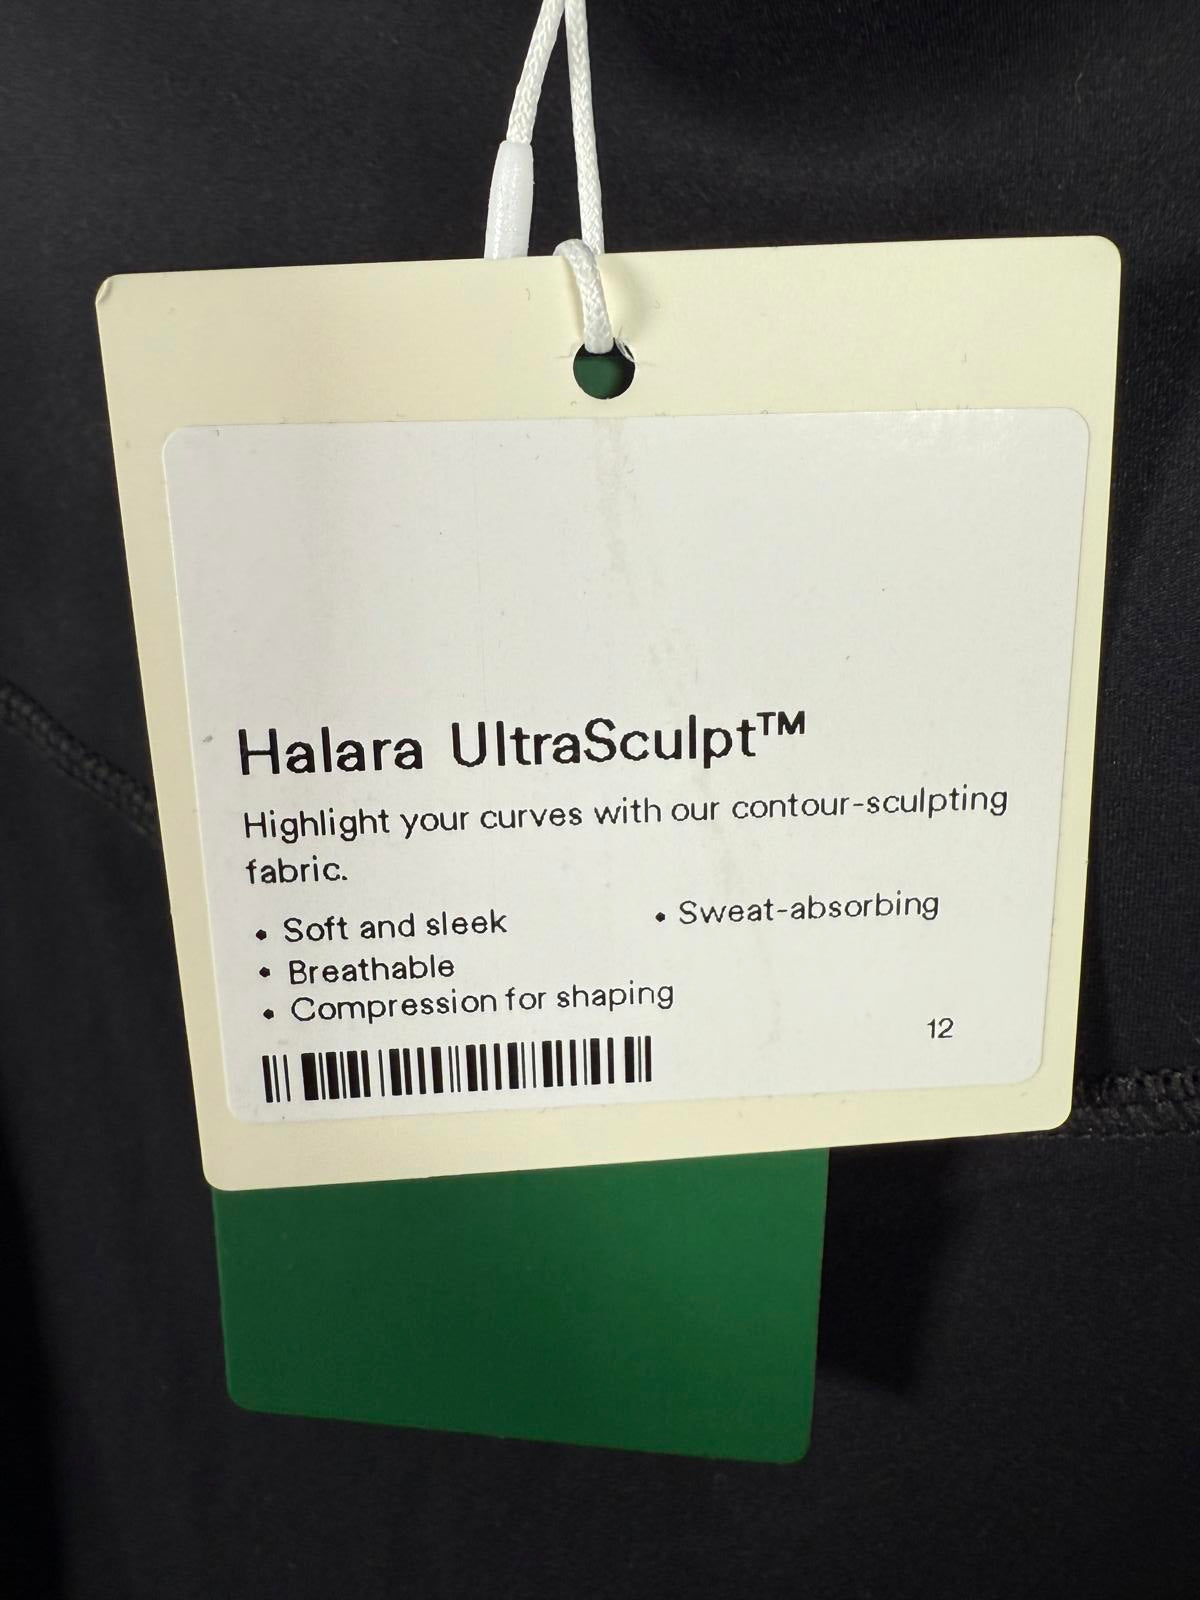 Halara UltraSculpt™
Highlight your curves with our contour-sculpting
fabric.
• Soft and sleek
• Breathable
• Compression for shaping
• Sweat-absorbing
12